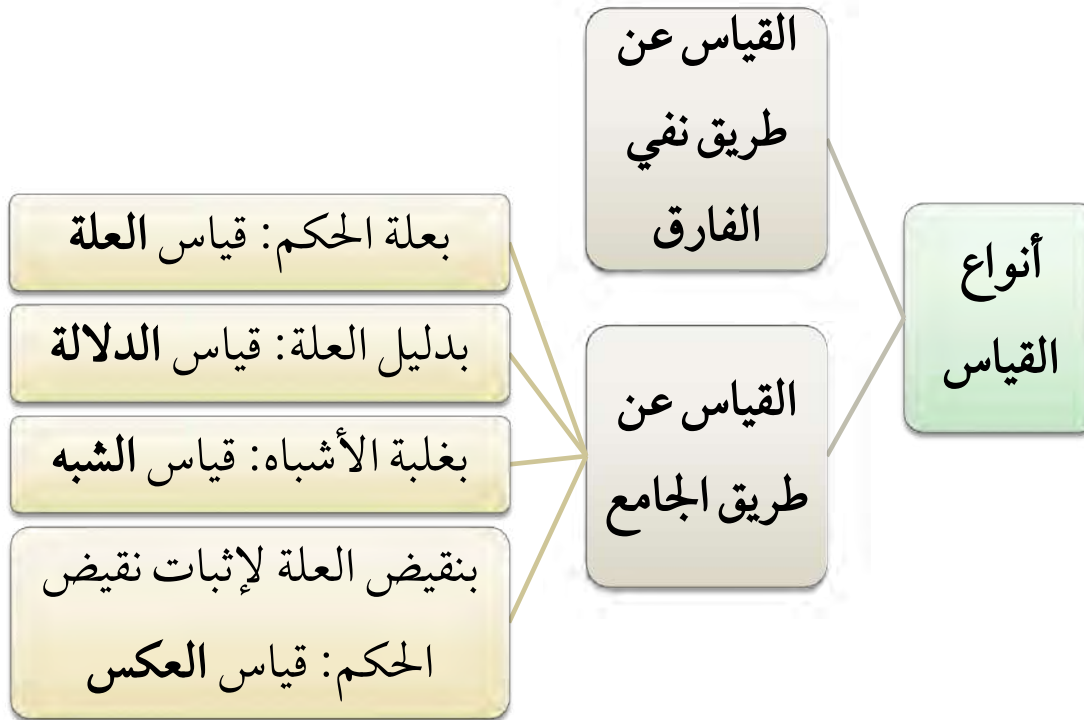 أنواع
القياس
القياس عن
طريق نفي
الفارق
القياس عن
طريق الجامع
بعلة الحكم: قياس العلة
بدليل العلة: قياس الدلالة
بغلبة الأشباه: قياس الشبه
بنقيض العلة لإثبات نقيض
الحكم: قياس العكس